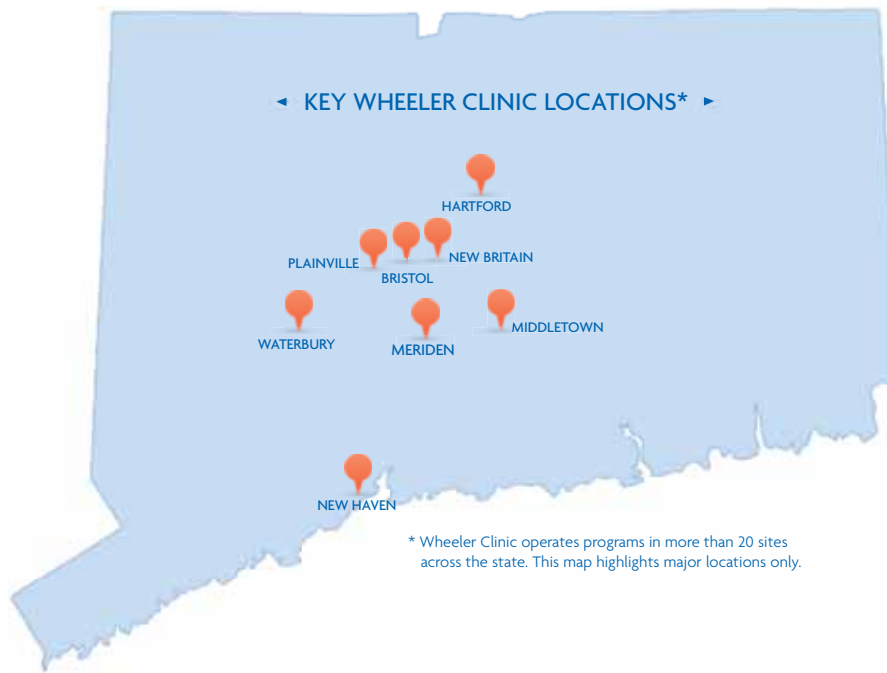 KEY WHEELER CLINIC LOCATIONS*
HARTFORD
NEW BRITAIN
PLAINVILLE
BRISTOL
MIDDLETOWN
WATERBURY
MERIDEN
NEW HAVEN
* Wheeler Clinic operates programs in more than 20 sites
across the state. This map highlights major locations only.